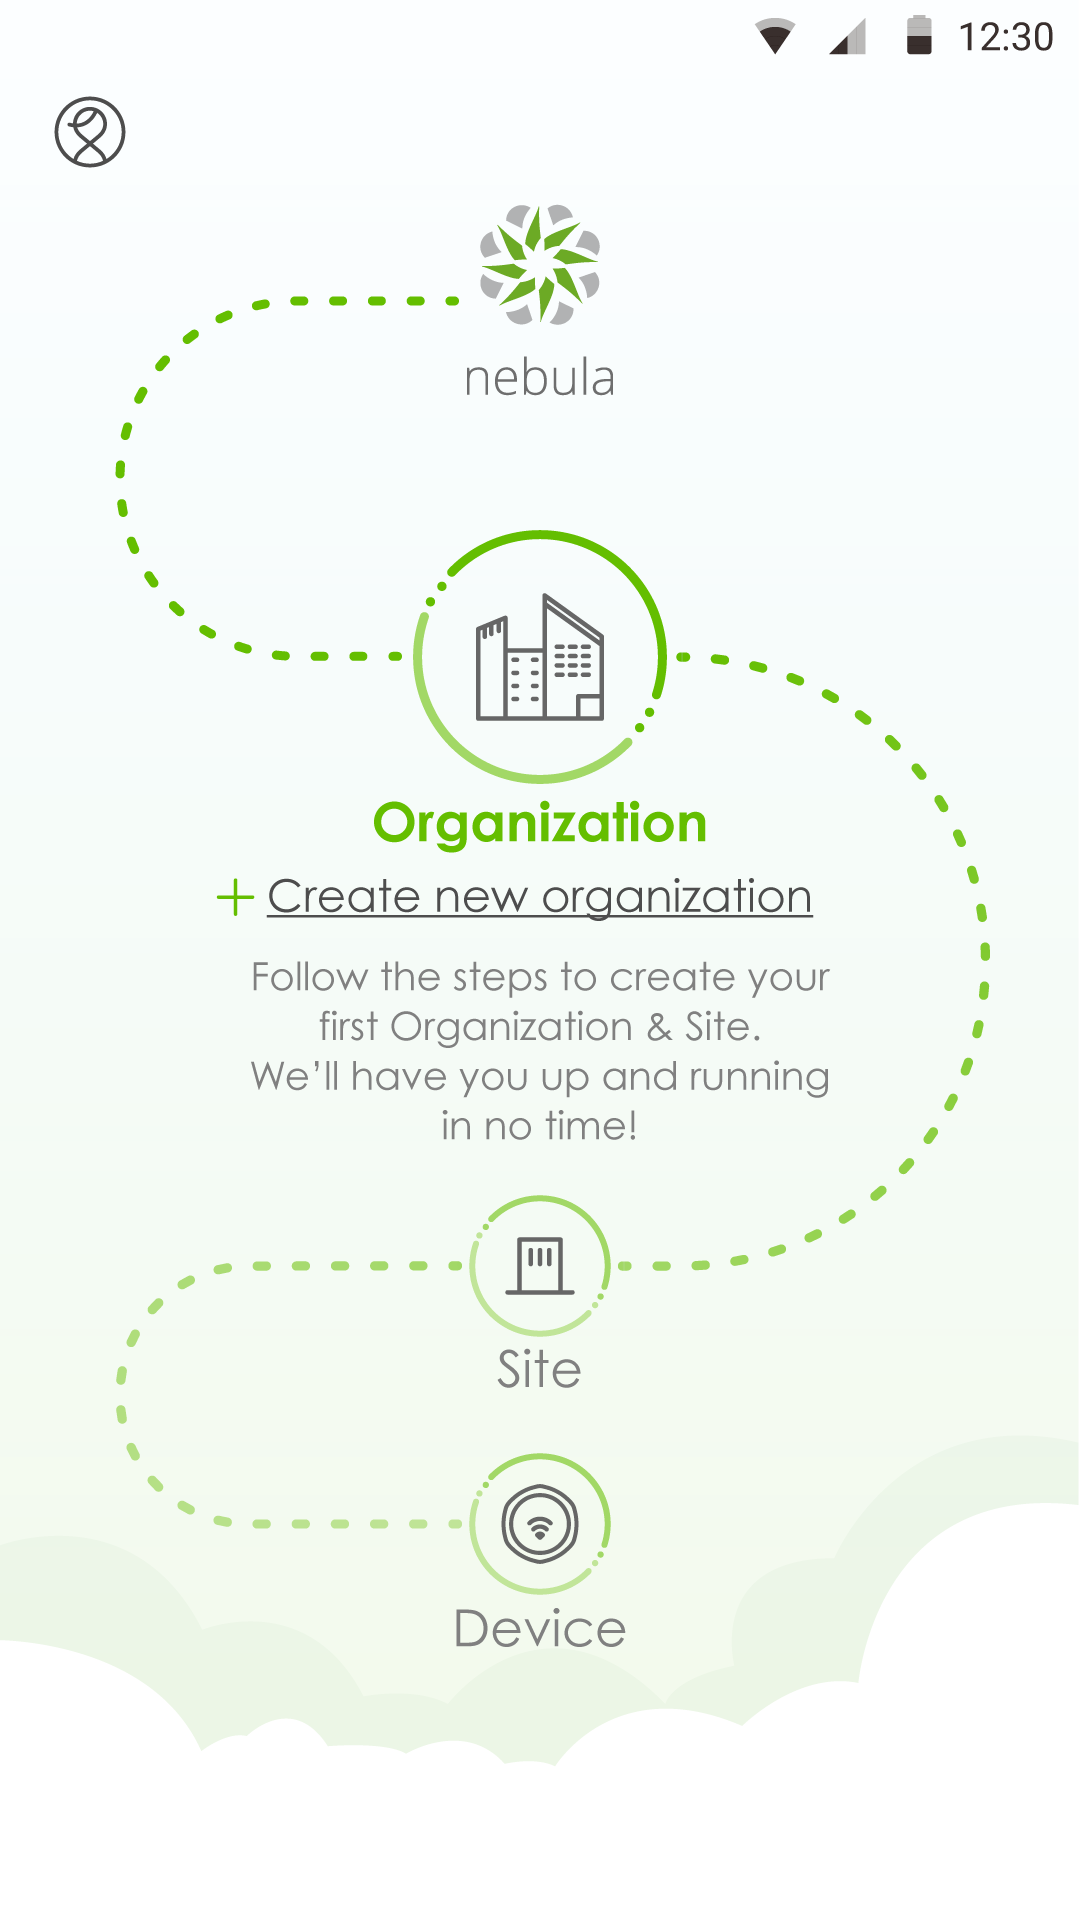 12:30
nebula
Organization
Create new organization
Follow the steps to create your
first Organization & Site.
We’ll have you up and running
in no time!
Site
Device